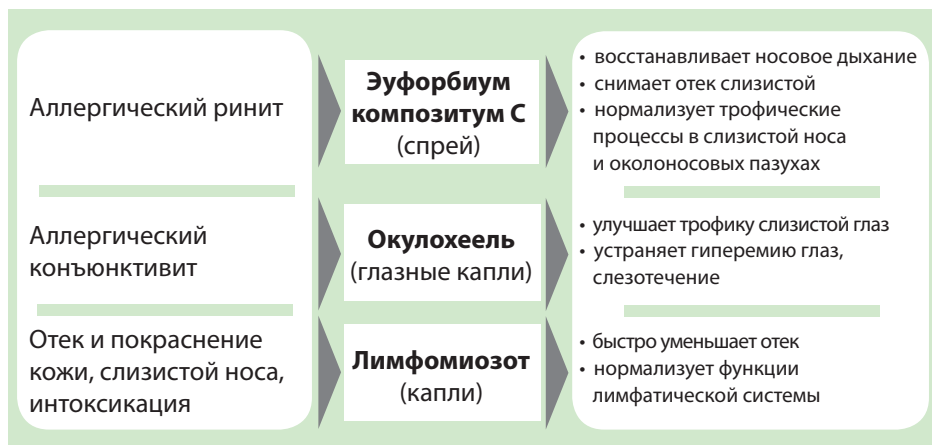 Аллергический ринит
Эуфорбиум
композитум С
(спрей)
• восстанавливает носовое дыхание
• снимает отек слизистой
• нормализует трофические
процессы в слизистой носа
и околоносовых пазухах
Аллергический
конъюнктивит
Окулохеель
(глазные капли)
• улучшает трофику слизистой глаз
• устраняет гиперемию глаз,
слезотечение
Отек и покраснение
кожи, слизистой носа,
интоксикация
Лимфомиозот
(капли)
• быстро уменьшает отек
• нормализует функции
лимфатической системы